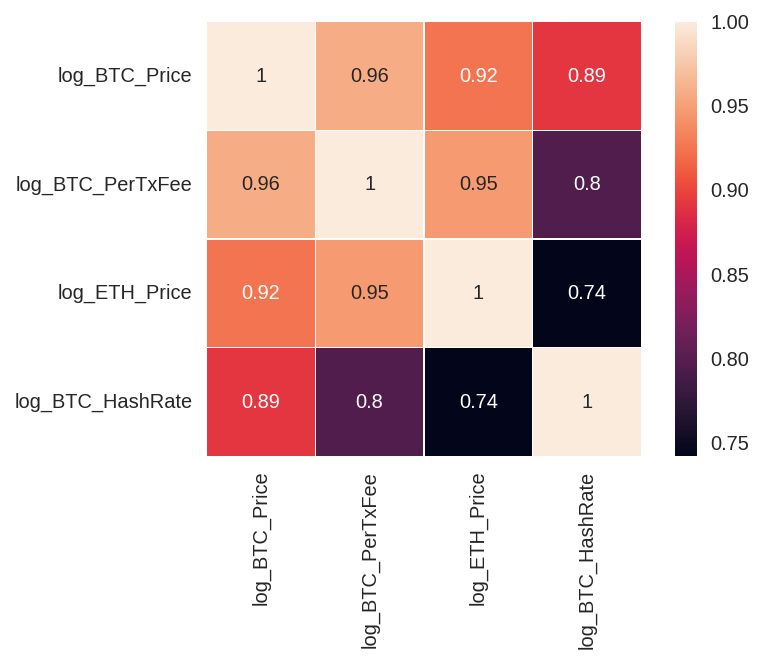 log_BTC_Price 1 0.96 0.92 0.89
log_BTC_PerTxFee 0.96 1 0.95 0.8
log_ETH_Price 0.92 0.95 1 0.74
log_BTC_HashRate 0.89 0.8 0.74 1
log_BTC_Price
log_BTC_PerTxFee
log_ETH_Price
log_BTC_HashRate
1.00
0.95
0.90
0.85
0.80
0.75